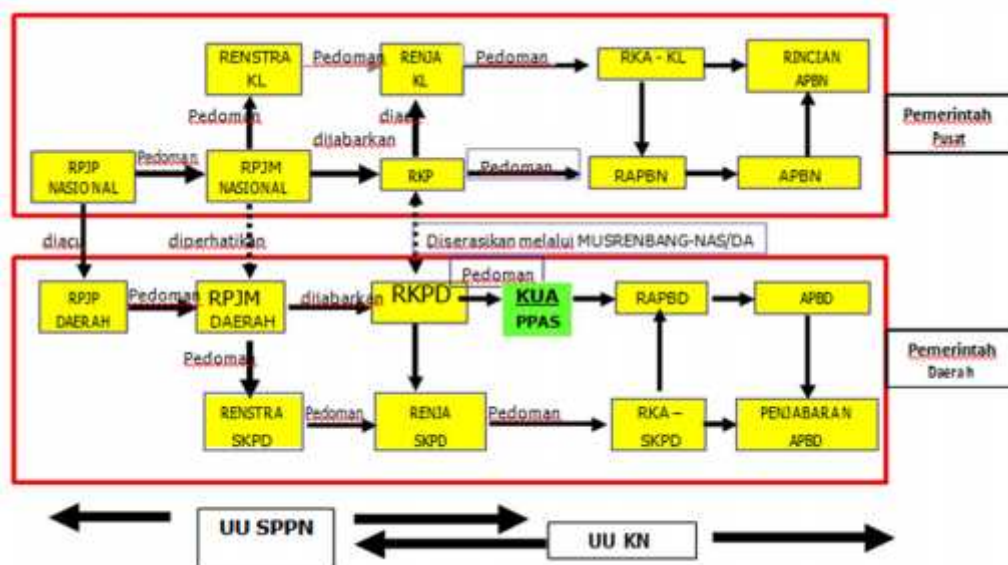 RENSTRA
KL
Pedoman
RENJA
KL
Pedoman
RKA - KL
RINCIAN
APBN
Pedoman
diacu
dijabarkan
RPJP
NASIONAL
Pedoman
RPJM
NASIONAL
RKP
Pedoman
RAPBN
APBN
Pemerintah
Pusat
diacu
diperhatikan
Diserasikan melalui MUSRENBANG-NAS/DA
Pedoman
RPJP
DAERAH
Pedoman
RPJM
DAERAH
dijabarkan
RKPD
KUA
PPAS
RAPBD
APBD
Pemerintah
Daerah
Pedoman
RENSTRA
SKPD
Pedoman
RENJA
SKPD
Pedoman
RKA –
SKPD
PENJABARAN
APBD
UU SPPN
UU KN